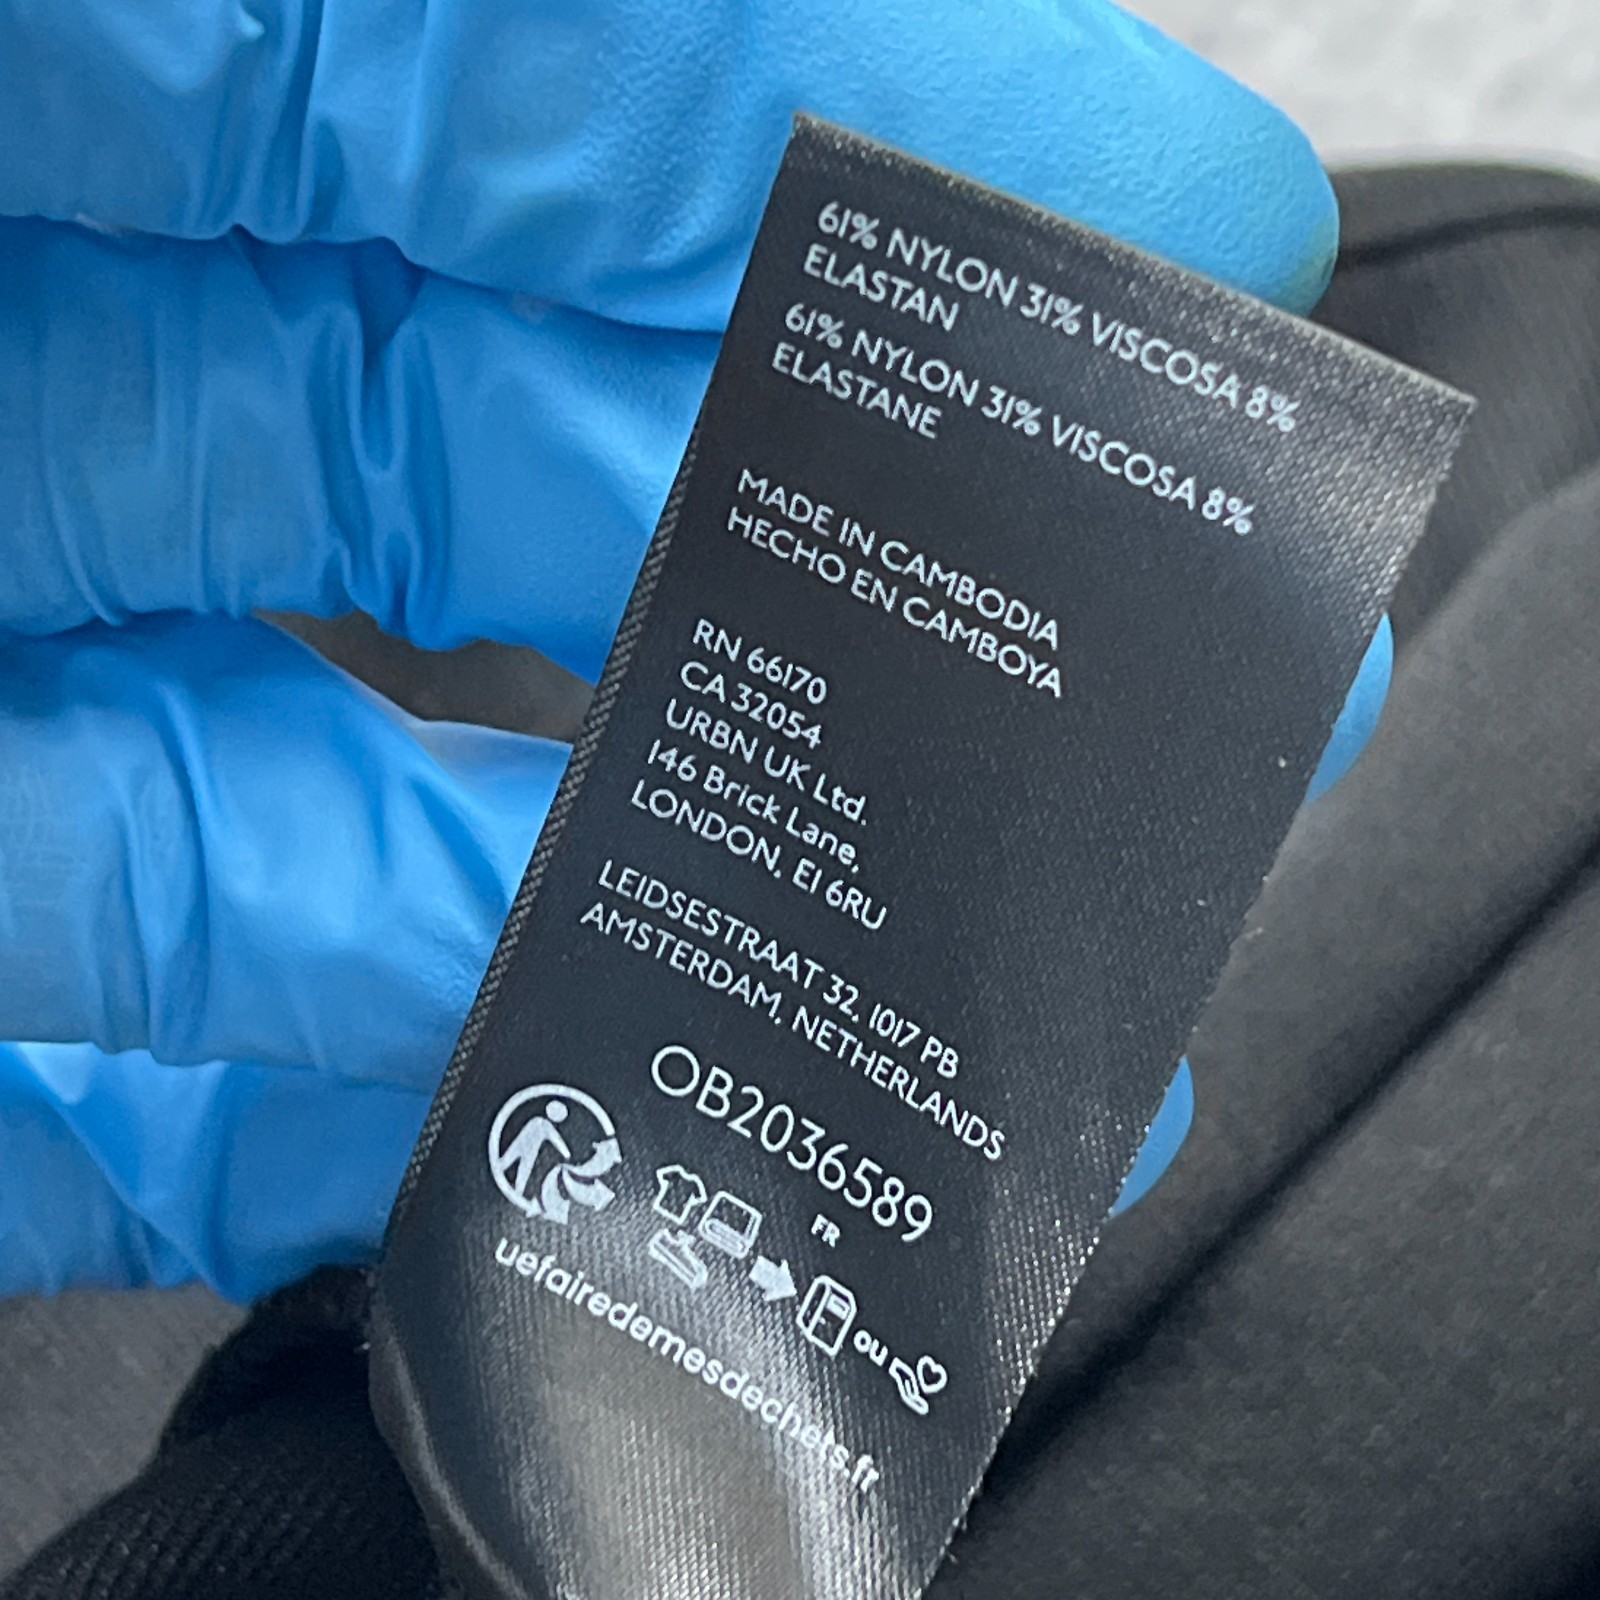 61% NYLON 31% VISCOSA 8%
ELASTAN
61% NYLON 31% VISCOSA 8%
ELASTANE
MADE IN CAMBODIA
HECHO EN CAMBOYA
RN 66170
CA 32054
URBN UK Ltd.
146 Brick Lane,
LONDON, E1 6RU
LEIDSESTRAAT 32, 1017 PB
AMSTERDAM, NETHERLANDS
OB2036589
FR
OU
uefairedemesdechets.fr